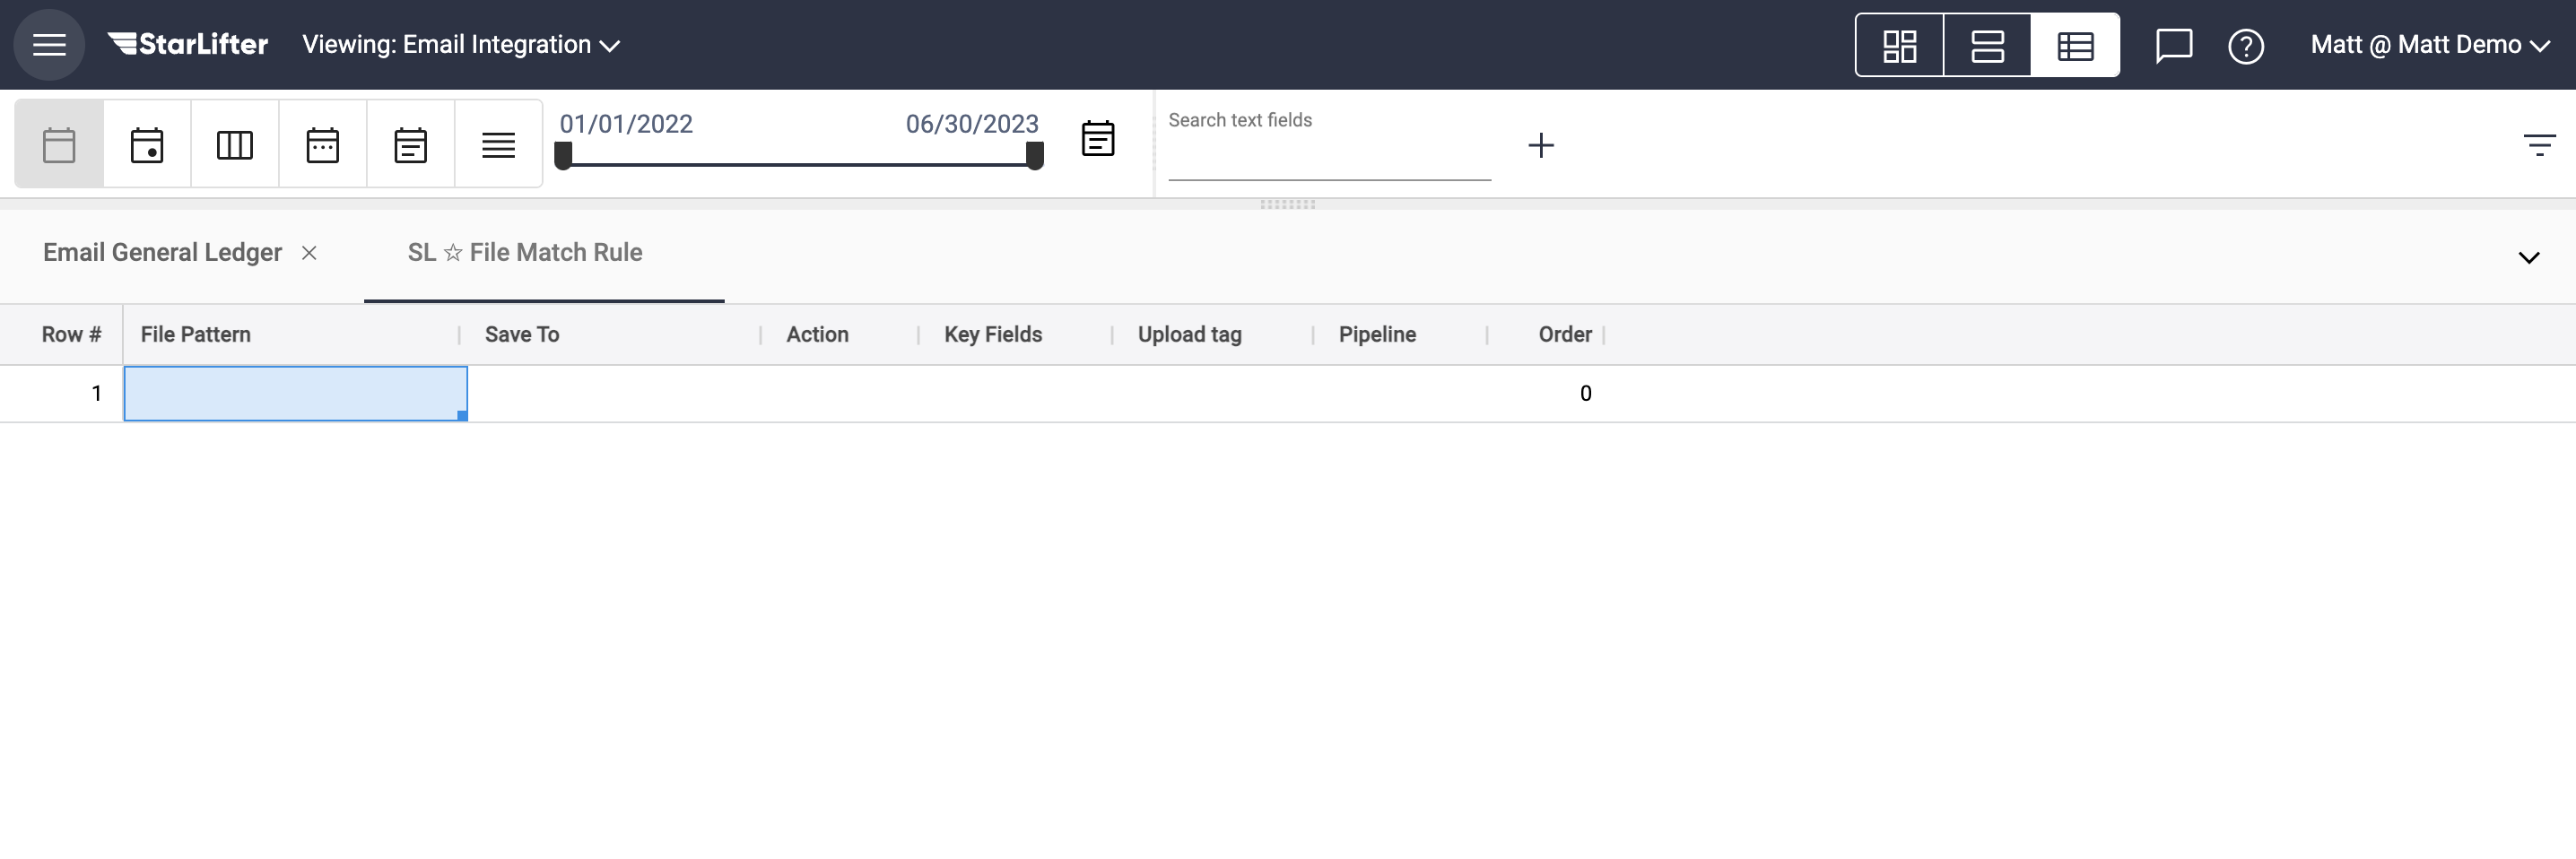 StarLifter Viewing: Email Integration Matt @ Matt Demo
01/01/2022 06/30/2023 Search text fields
Email General Ledger SL ☆ File Match Rule
Row # File Pattern Save To Action Key Fields Upload tag Pipeline Order
1 0